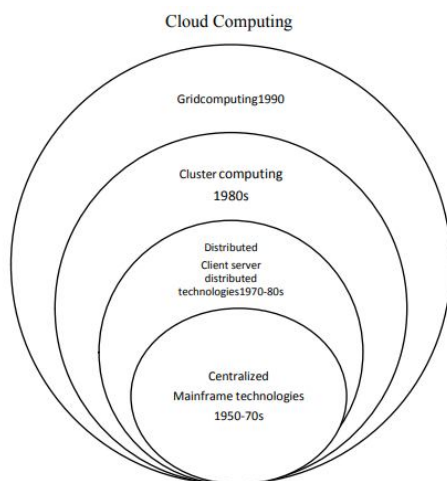 Cloud Computing
Gridcomputing1990
Cluster computing
1980s
Distributed
Client server
distributed
technologies1970-80s
Centralized
Mainframe technologies
1950-70s